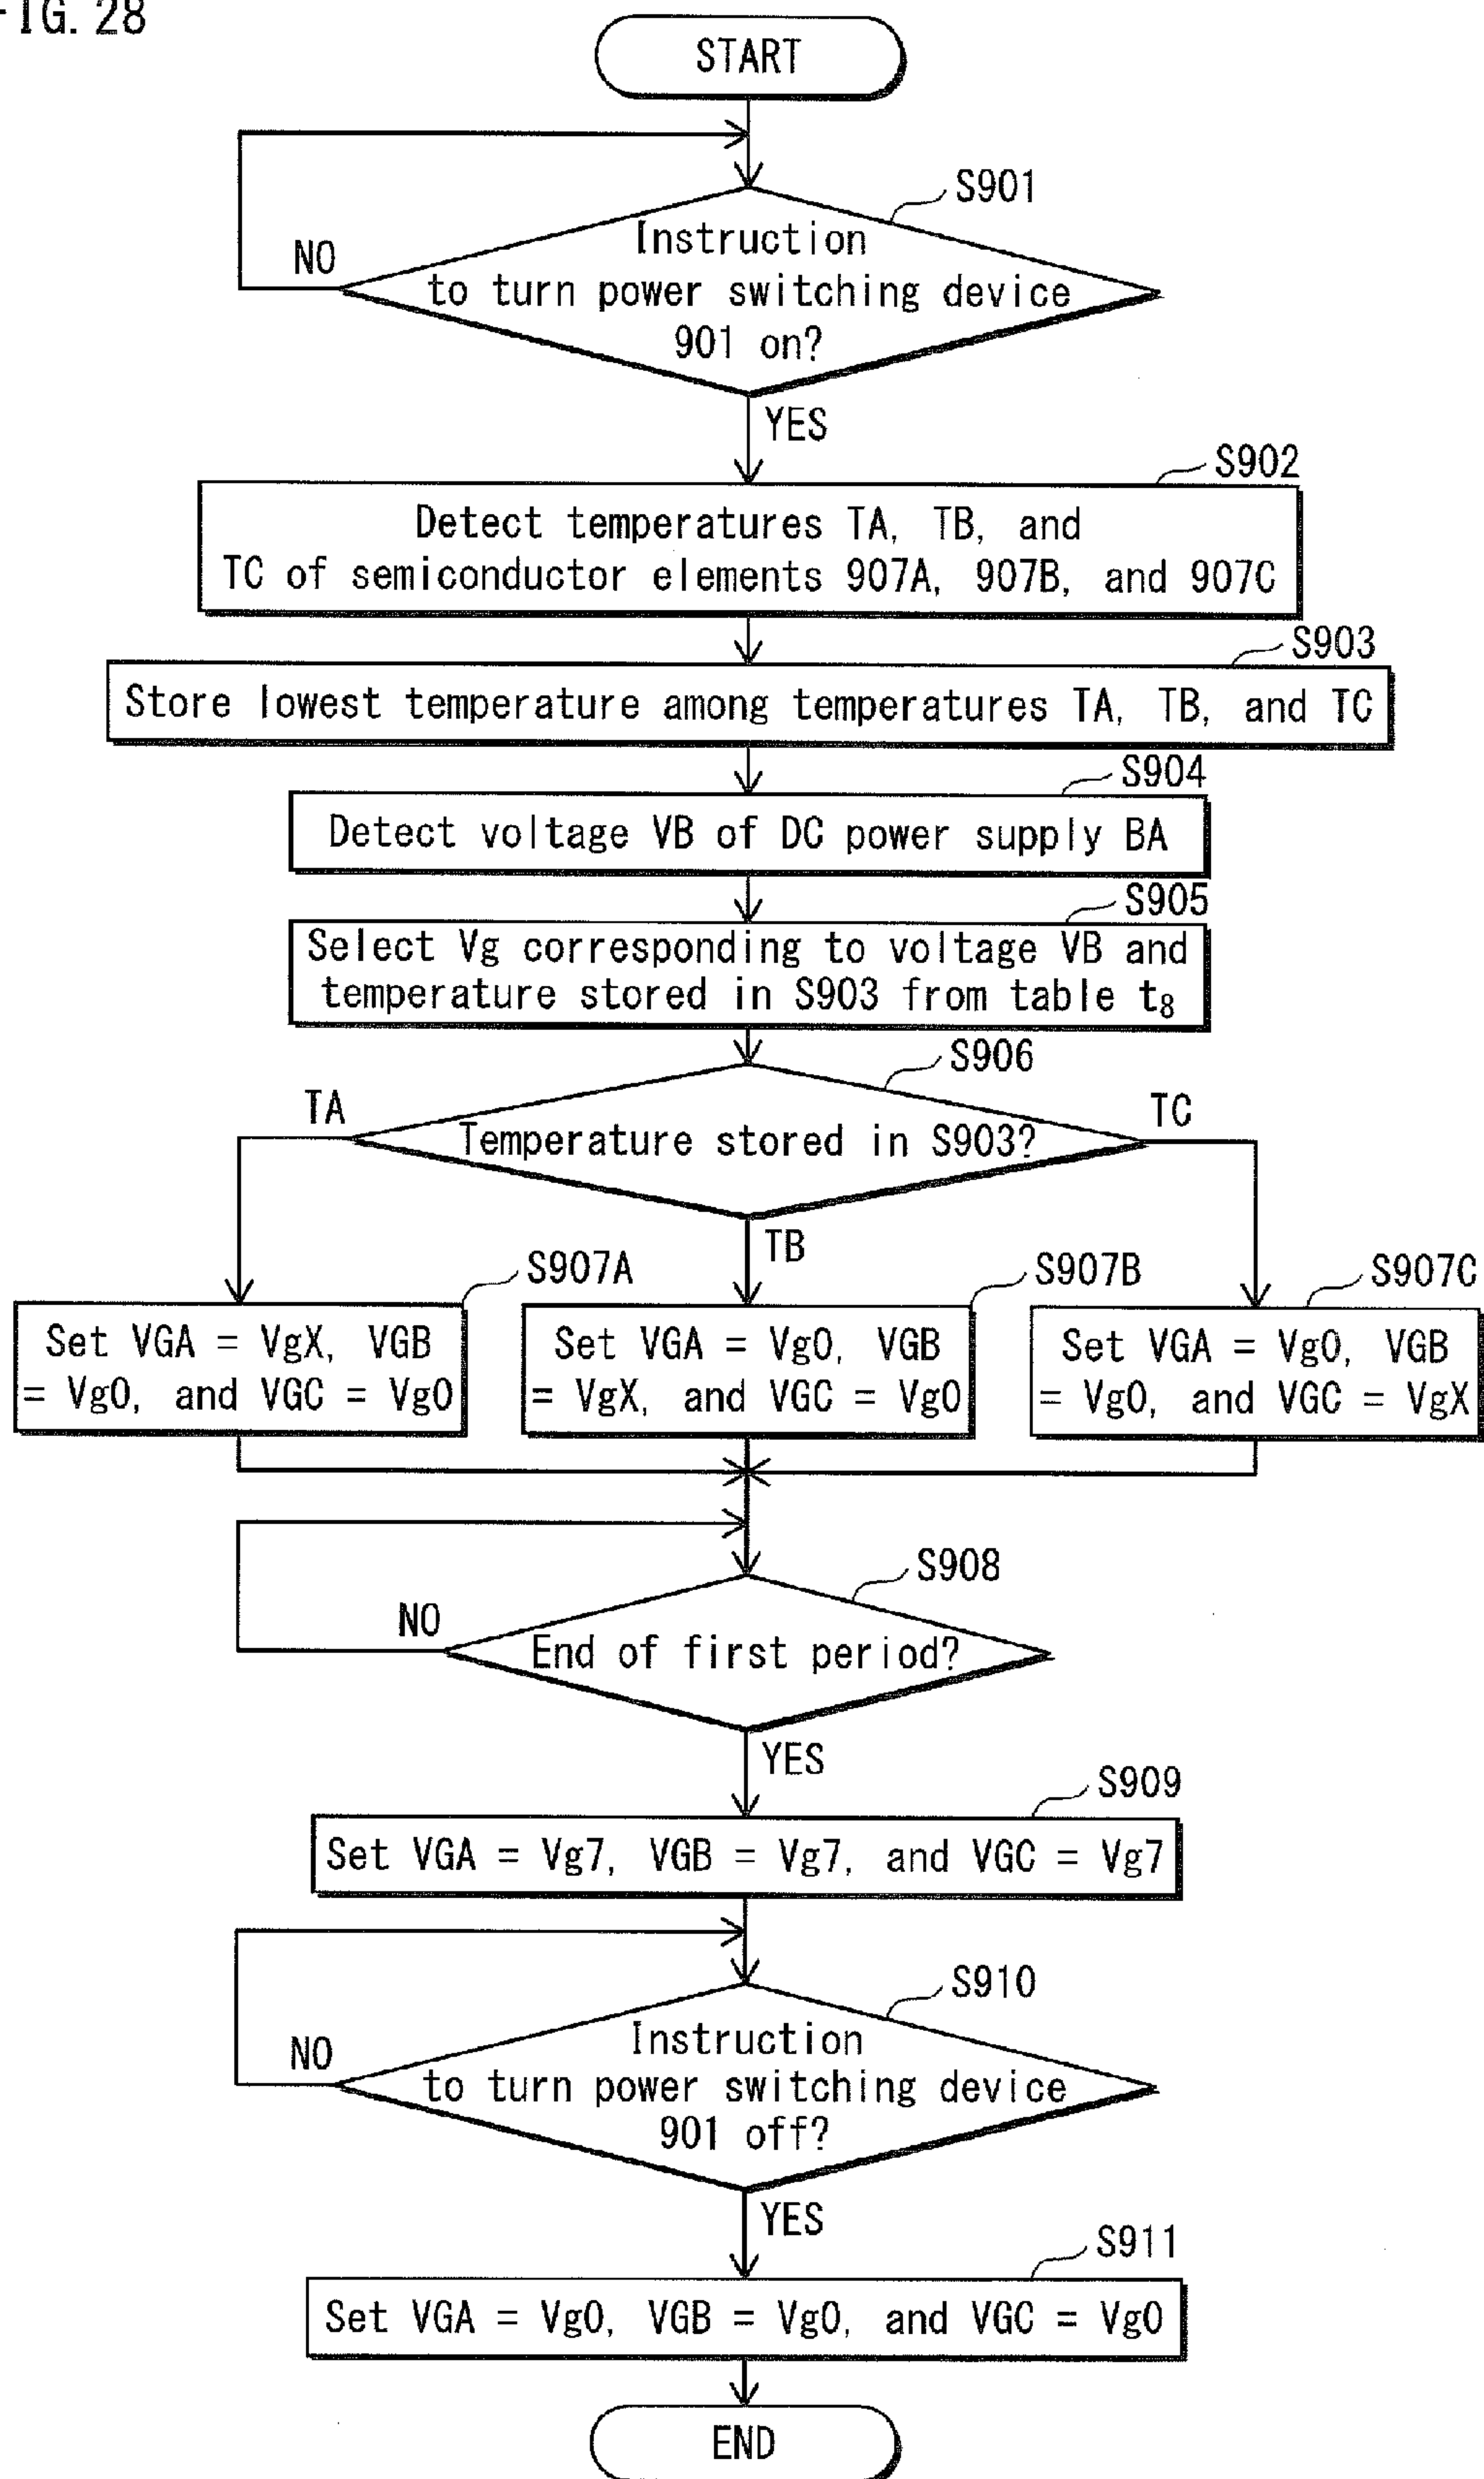 FIG. 28
START
S901
Instruction
to turn power switching device
901 on?
NO
YES
S902
Detect temperatures TA, TB, and
TC of semiconductor elements 907A, 907B, and 907C
S903
Store lowest temperature among temperatures TA, TB, and TC
S904
Detect voltage VB of DC power supply BA
S905
Select Vg corresponding to voltage VB and
temperature stored in S903 from table t₈
S906
Temperature stored in S903?
TA
TB
TC
S907A
Set VGA = VgX, VGB
= Vg0, and VGC = Vg0
S907B
Set VGA = Vg0, VGB
= VgX, and VGC = Vg0
S907C
Set VGA = Vg0, VGB
= Vg0, and VGC = VgX
S908
End of first period?
NO
YES
S909
Set VGA = Vg7, VGB = Vg7, and VGC = Vg7
S910
Instruction
to turn power switching device
901 off?
NO
YES
S911
Set VGA = Vg0, VGB = Vg0, and VGC = Vg0
END